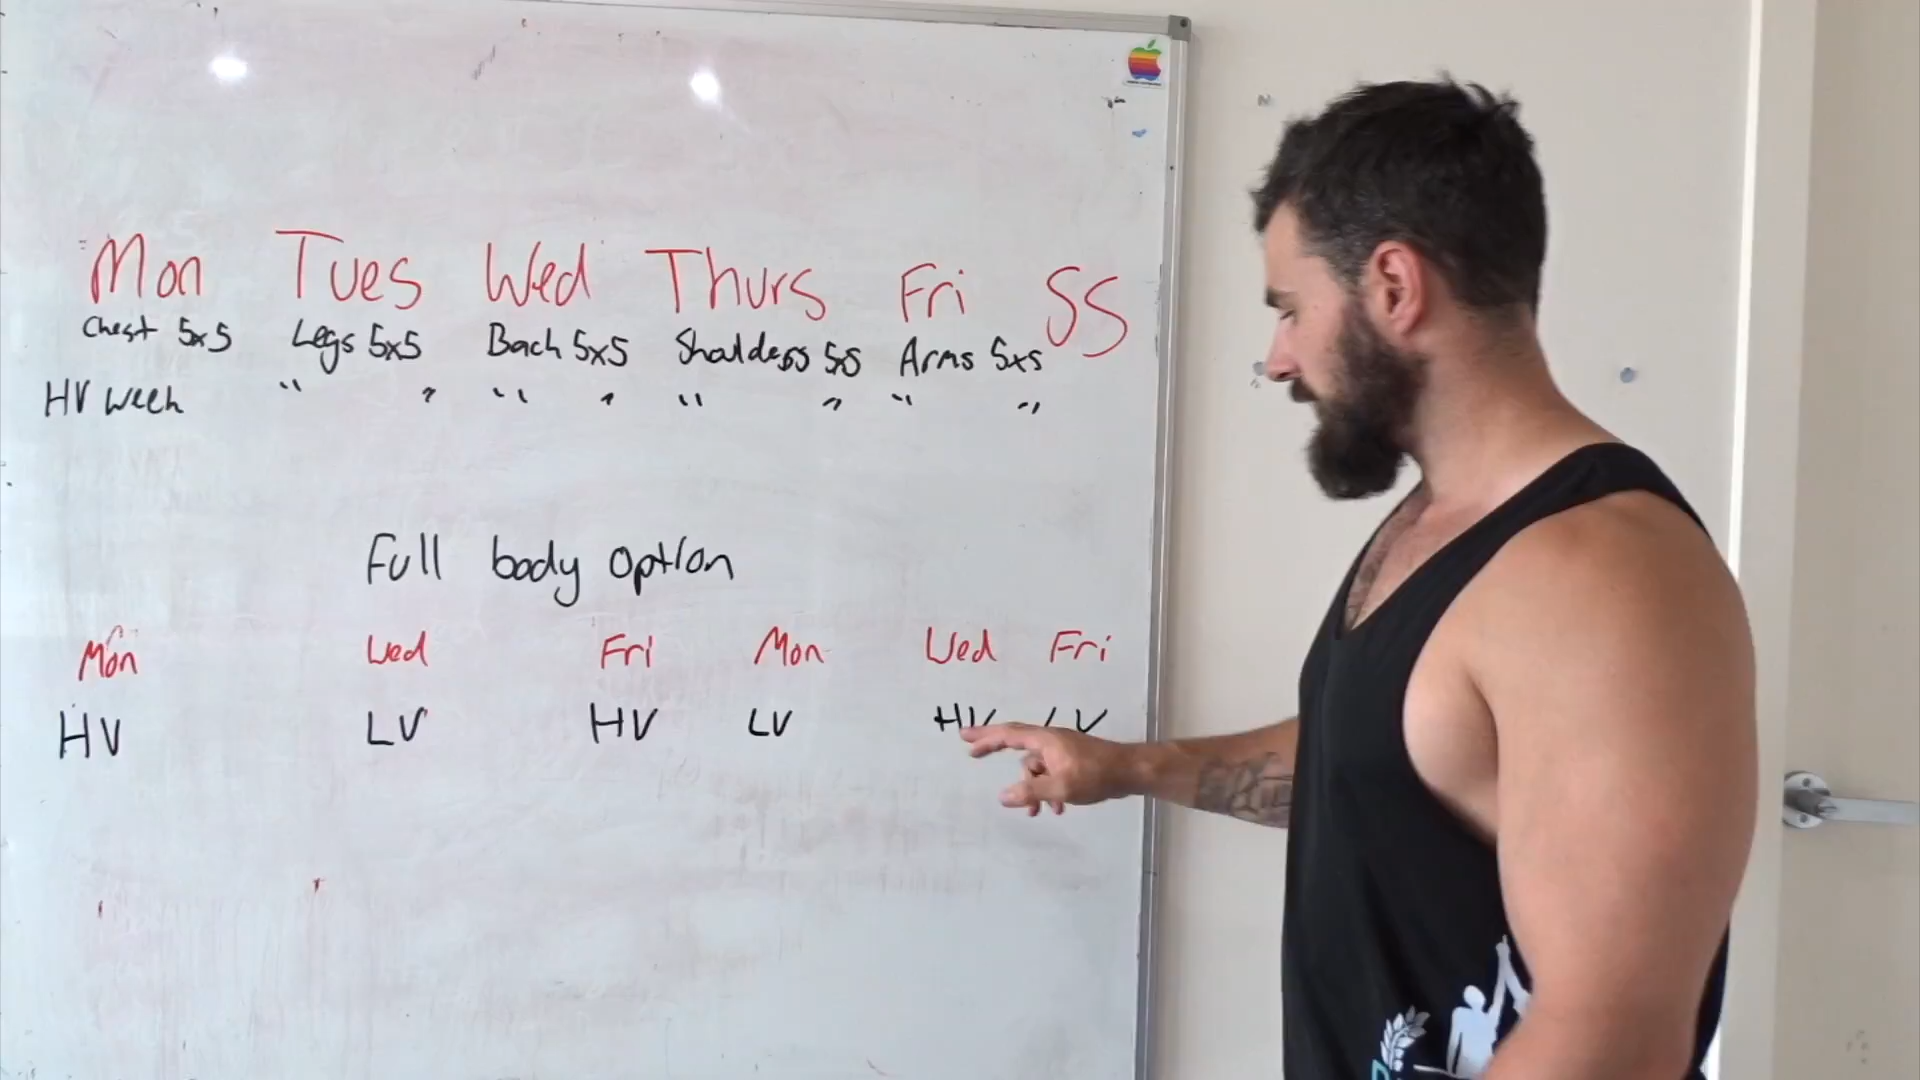 Mon Tues Wed Thurs Fri SS
Chest 5x5 Legs 5x5 Back 5x5 Shoulders 5x5 Arms 5x5
HV Week " " " " " " " "
Full body option
Mon Wed Fri Mon Wed Fri
HV LV HV LV HV LV